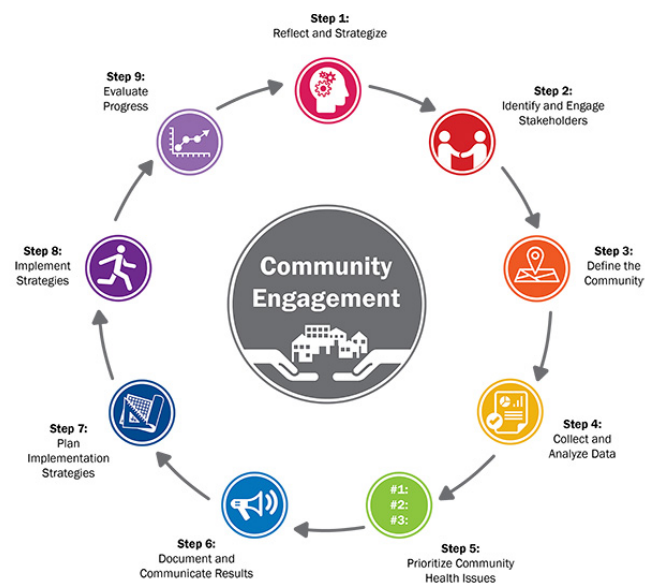 Step 1:
Reflect and Strategize
Step 2:
Identify and Engage
Stakeholders
Step 3:
Define the
Community
Step 4:
Collect and
Analyze Data
#1:
#2:
#3:
Step 5:
Prioritize Community
Health Issues
Step 6:
Document and
Communicate Results
Step 7:
Plan
Implementation
Strategies
Step 8:
Implement
Strategies
Step 9:
Evaluate
Progress
Community
Engagement